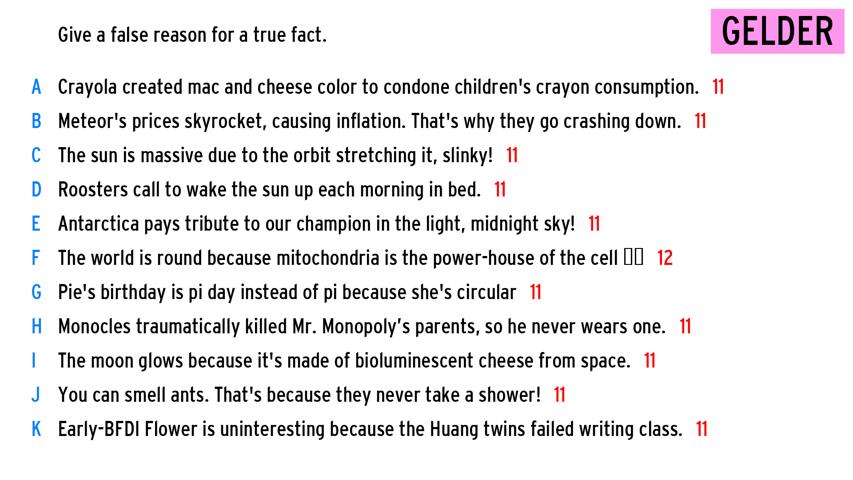 Give a false reason for a true fact.
GELDER
A Crayola created mac and cheese color to condone children's crayon consumption. 11
B Meteor's prices skyrocket, causing inflation. That's why they go crashing down. 11
C The sun is massive due to the orbit stretching it, slinky! 11
D Roosters call to wake the sun up each morning in bed. 11
E Antarctica pays tribute to our champion in the light, midnight sky! 11
F The world is round because mitochondria is the power-house of the cell 🗌🗌 12
G Pie's birthday is pi day instead of pi because she's circular 11
H Monocles traumatically killed Mr. Monopoly’s parents, so he never wears one. 11
I The moon glows because it's made of bioluminescent cheese from space. 11
J You can smell ants. That's because they never take a shower! 11
K Early-BFDI Flower is uninteresting because the Huang twins failed writing class. 11